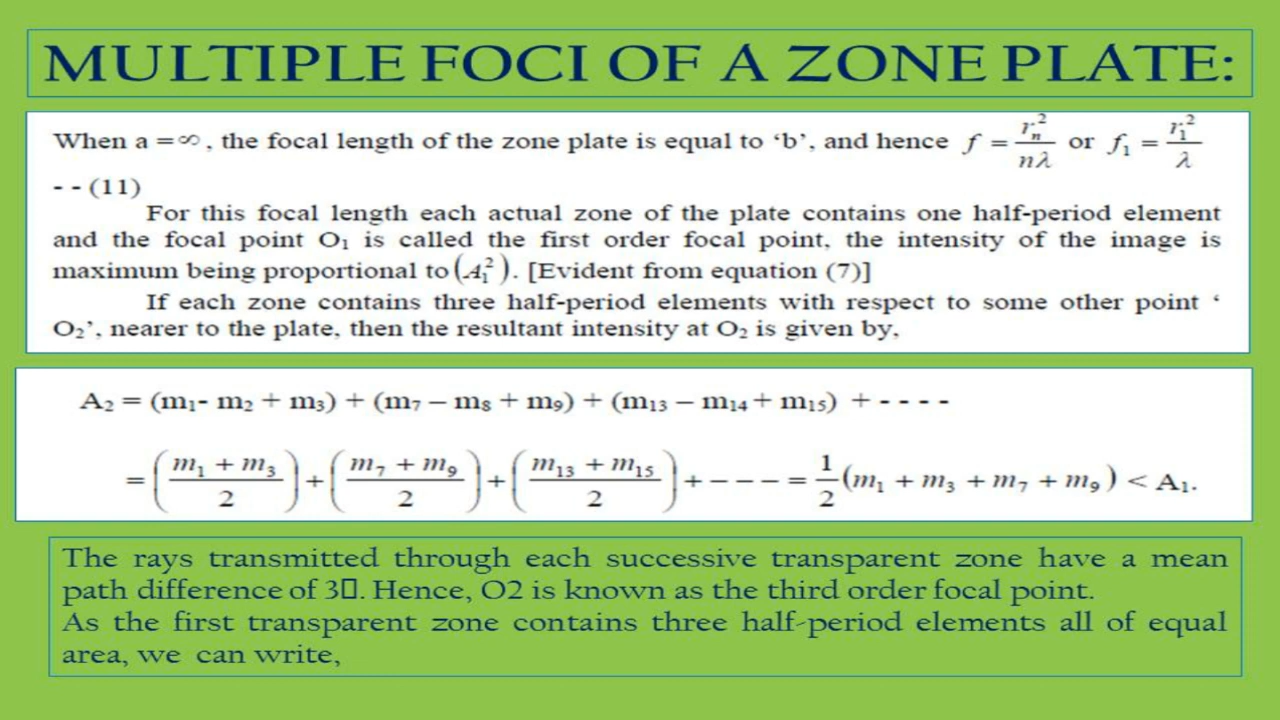 MULTIPLE FOCI OF A ZONE PLATE:
When a =∞, the focal length of the zone plate is equal to ‘b’, and hence f = rₙ²/nλ or f₁ = r₁²/λ
- - (11)
For this focal length each actual zone of the plate contains one half-period element
and the focal point O₁ is called the first order focal point, the intensity of the image is
maximum being proportional to (A₁²). [Evident from equation (7)]
If each zone contains three half-period elements with respect to some other point ‘
O₂’, nearer to the plate, then the resultant intensity at O₂ is given by,
A₂ = (m₁- m₂ + m₃) + (m₇ – m₈ + m₉) + (m₁₃ – m₁₄ + m₁₅) + - - - -
= ((m₁ + m₃)/2) + ((m₇ + m₉)/2) + ((m₁₃ + m₁₅)/2) + – – – – = 1/2 (m₁ + m₃ + m₇ + m₉) < A₁.
The rays transmitted through each successive transparent zone have a mean
path difference of 3▯. Hence, O2 is known as the third order focal point.
As the first transparent zone contains three half-period elements all of equal
area, we can write,